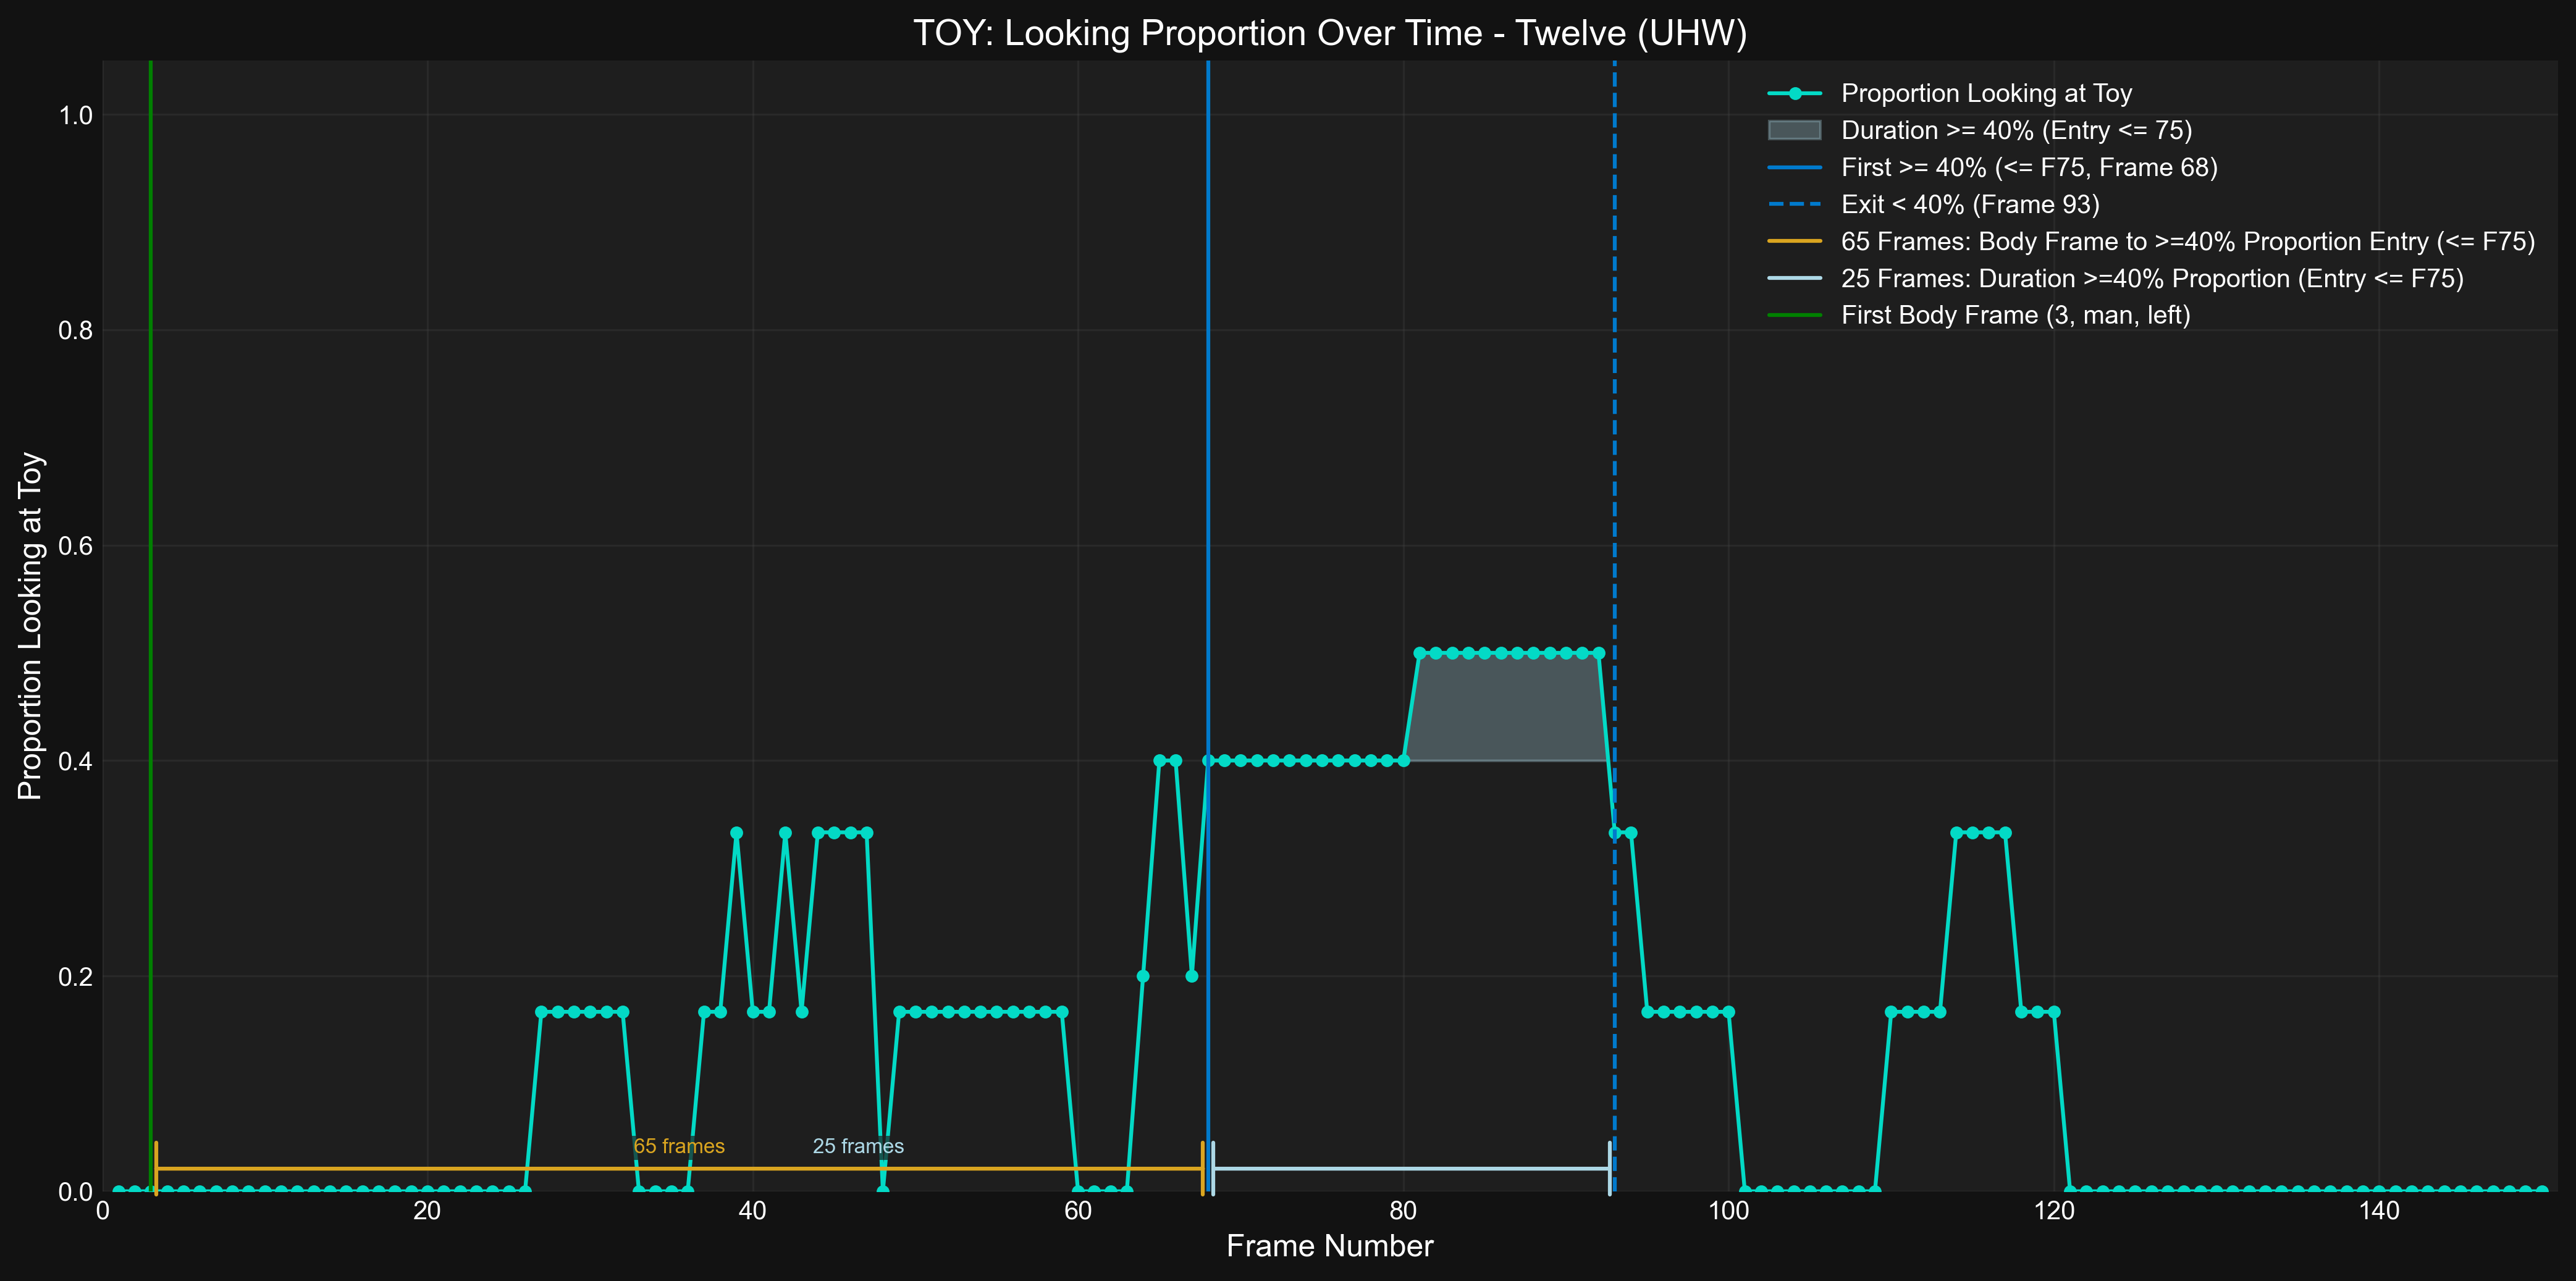 TOY: Looking Proportion Over Time - Twelve (UHW)
Proportion Looking at Toy
1.0
0.8
0.6
0.4
0.2
0.0
Proportion Looking at Toy
Duration >= 40% (Entry <= 75)
First >= 40% (<= F75, Frame 68)
Exit < 40% (Frame 93)
65 Frames: Body Frame to >=40% Proportion Entry (<= F75)
25 Frames: Duration >=40% Proportion (Entry <= F75)
First Body Frame (3, man, left)
65 frames
25 frames
0 20 40 60 80 100 120 140
Frame Number